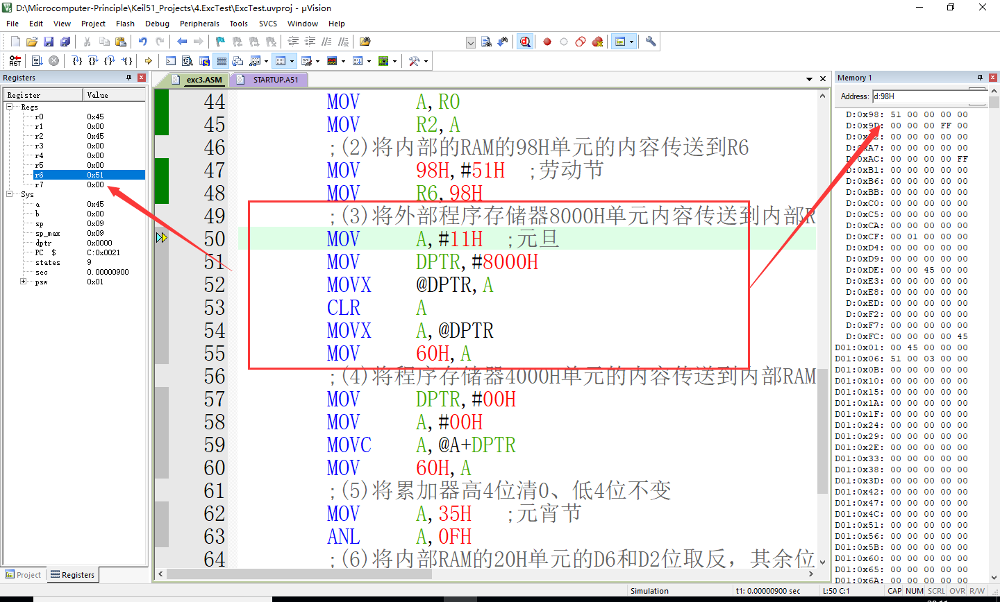 D:\Microcomputer-Principle\Keil51_Projects\4.ExcTest\ExcTest.uvproj - µVision
File Edit View Project Flash Debug Peripherals Tools SVCS Window Help
Registers
Register Value
Regs
r0 0x45
r1 0x00
r2 0x45
r3 0x00
r4 0x00
r5 0x00
r6 0x51
r7 0x00
Sys
a 0x45
b 0x00
sp 0x09
sp_max 0x09
dptr 0x0000
PC $ C:0x0021
states 9
sec 0.00000900
psw 0x01
Project Registers
exc3.ASM STARTUP.A51
44 MOV A,R0
45 MOV R2,A
46 ;(2)将内部的RAM的98H单元的内容传送到R6
47 MOV 98H,#51H ;劳动节
48 MOV R6,98H
49 ;(3)将外部程序存储器8000H单元内容传送到内部R
50 MOV A,#11H ;元旦
51 MOV DPTR,#8000H
52 MOVX @DPTR,A
53 CLR A
54 MOVX A,@DPTR
55 MOV 60H,A
56 ;(4)将程序存储器4000H单元的内容传送到内部RAM
57 MOV DPTR,#00H
58 MOV A,#00H
59 MOVC A,@A+DPTR
60 MOV 60H,A
61 ;(5)将累加器高4位清0、低4位不变
62 MOV A,35H ;元宵节
63 ANL A,0FH
64 ;(6)将内部RAM的20H单元的D6和D2位取反，其余位
Memory 1
Address: d:98H
D:0x98: 51 00 00 00 00
D:0x9D: 00 00 00 FF 00
00 00 00 00 00
D:0xA7: 00 00 00 00 00
D:0xAC: 00 00 00 00 FF
D:0xB1: 00 00 00 00 00
D:0xB6: 00 00 00 00 00
D:0xBB: 00 00 00 00 00
D:0xC0: 00 00 00 00 00
D:0xC5: 00 00 00 00 00
D:0xCA: 00 00 00 00 00
D:0xCF: 00 01 00 00 00
D:0xD4: 00 00 00 00 00
D:0xD9: 00 00 00 00 00
D:0xDE: 00 00 45 00 00
D:0xE3: 00 00 00 00 00
D:0xE8: 00 00 00 00 00
D:0xED: 00 00 00 00 00
D:0xF2: 00 00 00 00 00
D:0xF7: 00 00 00 00 00
D:0xFC: 00 00 00 00 45
D01:0x01: 00 45 00 00 00
D01:0x06: 51 00 03 00 00
D01:0x0B: 00 00 00 00 00
D01:0x10: 00 00 00 00 00
D01:0x15: 00 00 00 00 00
D01:0x1A: 00 00 00 00 00
D01:0x1F: 00 00 00 00 00
D01:0x24: 00 00 00 00 00
D01:0x29: 00 00 00 00 00
D01:0x2E: 00 00 00 00 00
D01:0x33: 00 00 00 00 00
D01:0x38: 00 00 00 00 00
D01:0x3D: 00 00 00 00 00
D01:0x42: 00 00 00 00 00
D01:0x47: 00 00 00 00 00
D01:0x4C: 00 00 00 00 00
D01:0x51: 00 00 00 00 00
D01:0x56: 00 00 00 00 00
D01:0x5B: 00 00 00 00 00
D01:0x60: 00 00 00 00 00
D01:0x65: 00 00 00 00 00
D01:0x6A: 00 00 00 00 00
Simulation t1: 0.00000900 sec L:50 C:1 CAP NUM SCRL OVR R/W